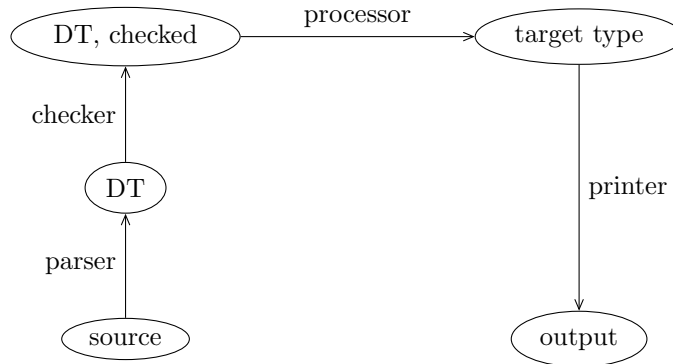 processor
DT, checked
target type
checker
DT
printer
parser
source
output